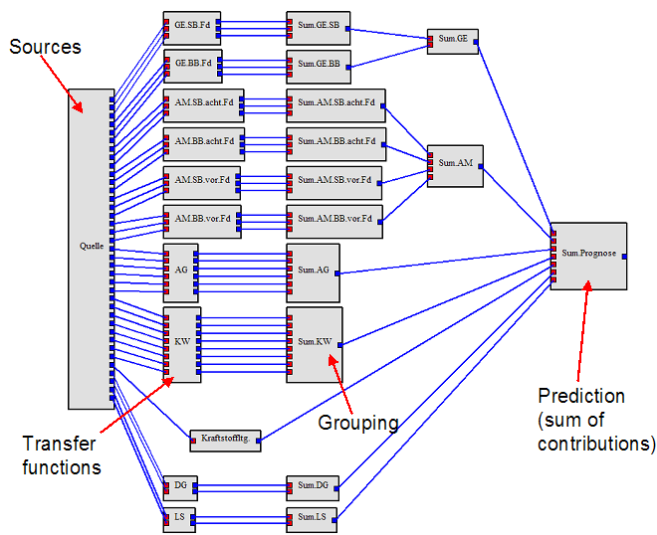 GE.SB.Fd
Sum.GE.SB
Sum.GE
Sources
GE.BB.Fd
Sum.GE.BB
AM.SB.acht.Fd
Sum.AM.SB.acht.Fd
AM.BB.acht.Fd
Sum.AM.BB.acht.Fd
Sum.AM
AM.SB.vor.Fd
Sum.AM.SB.vor.Fd
AM.BB.vor.Fd
Sum.AM.BB.vor.Fd
Quelle
Sum.Prognose
AG
Sum.AG
KW
Sum.KW
Prediction
(sum of
contributions)
Grouping
Transfer
functions
Kraftstoffltg.
DG
Sum.DG
LS
Sum.LS